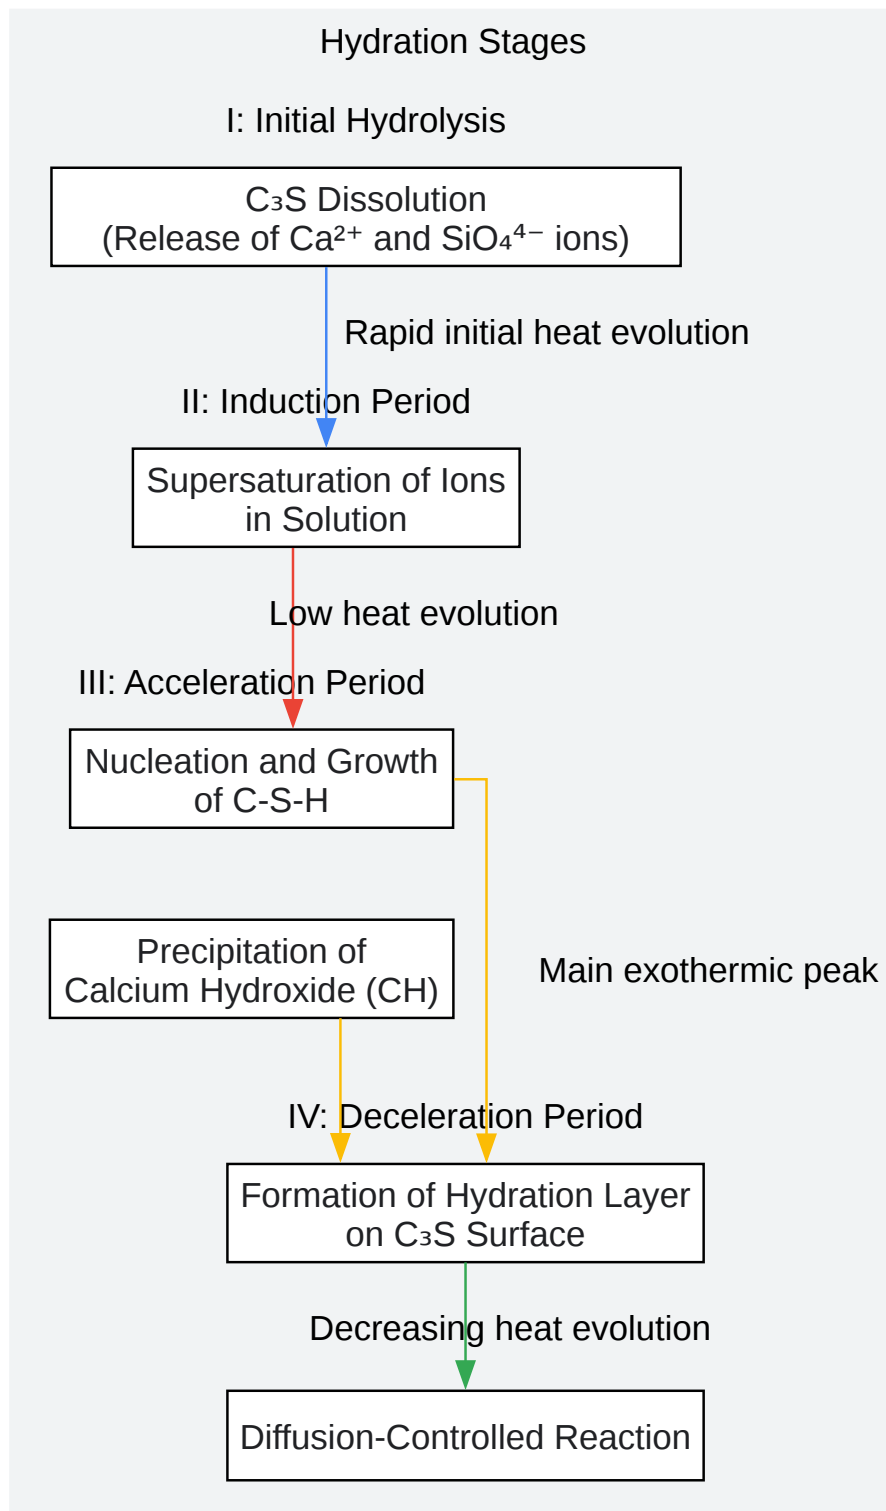 Hydration Stages
I: Initial Hydrolysis
C₃S Dissolution
(Release of Ca²⁺ and SiO₄⁴⁻ ions)
Rapid initial heat evolution
II: Induction Period
Supersaturation of Ions
in Solution
Low heat evolution
III: Acceleration Period
Nucleation and Growth
of C-S-H
Precipitation of
Calcium Hydroxide (CH)
Main exothermic peak
IV: Deceleration Period
Formation of Hydration Layer
on C₃S Surface
Decreasing heat evolution
Diffusion-Controlled Reaction